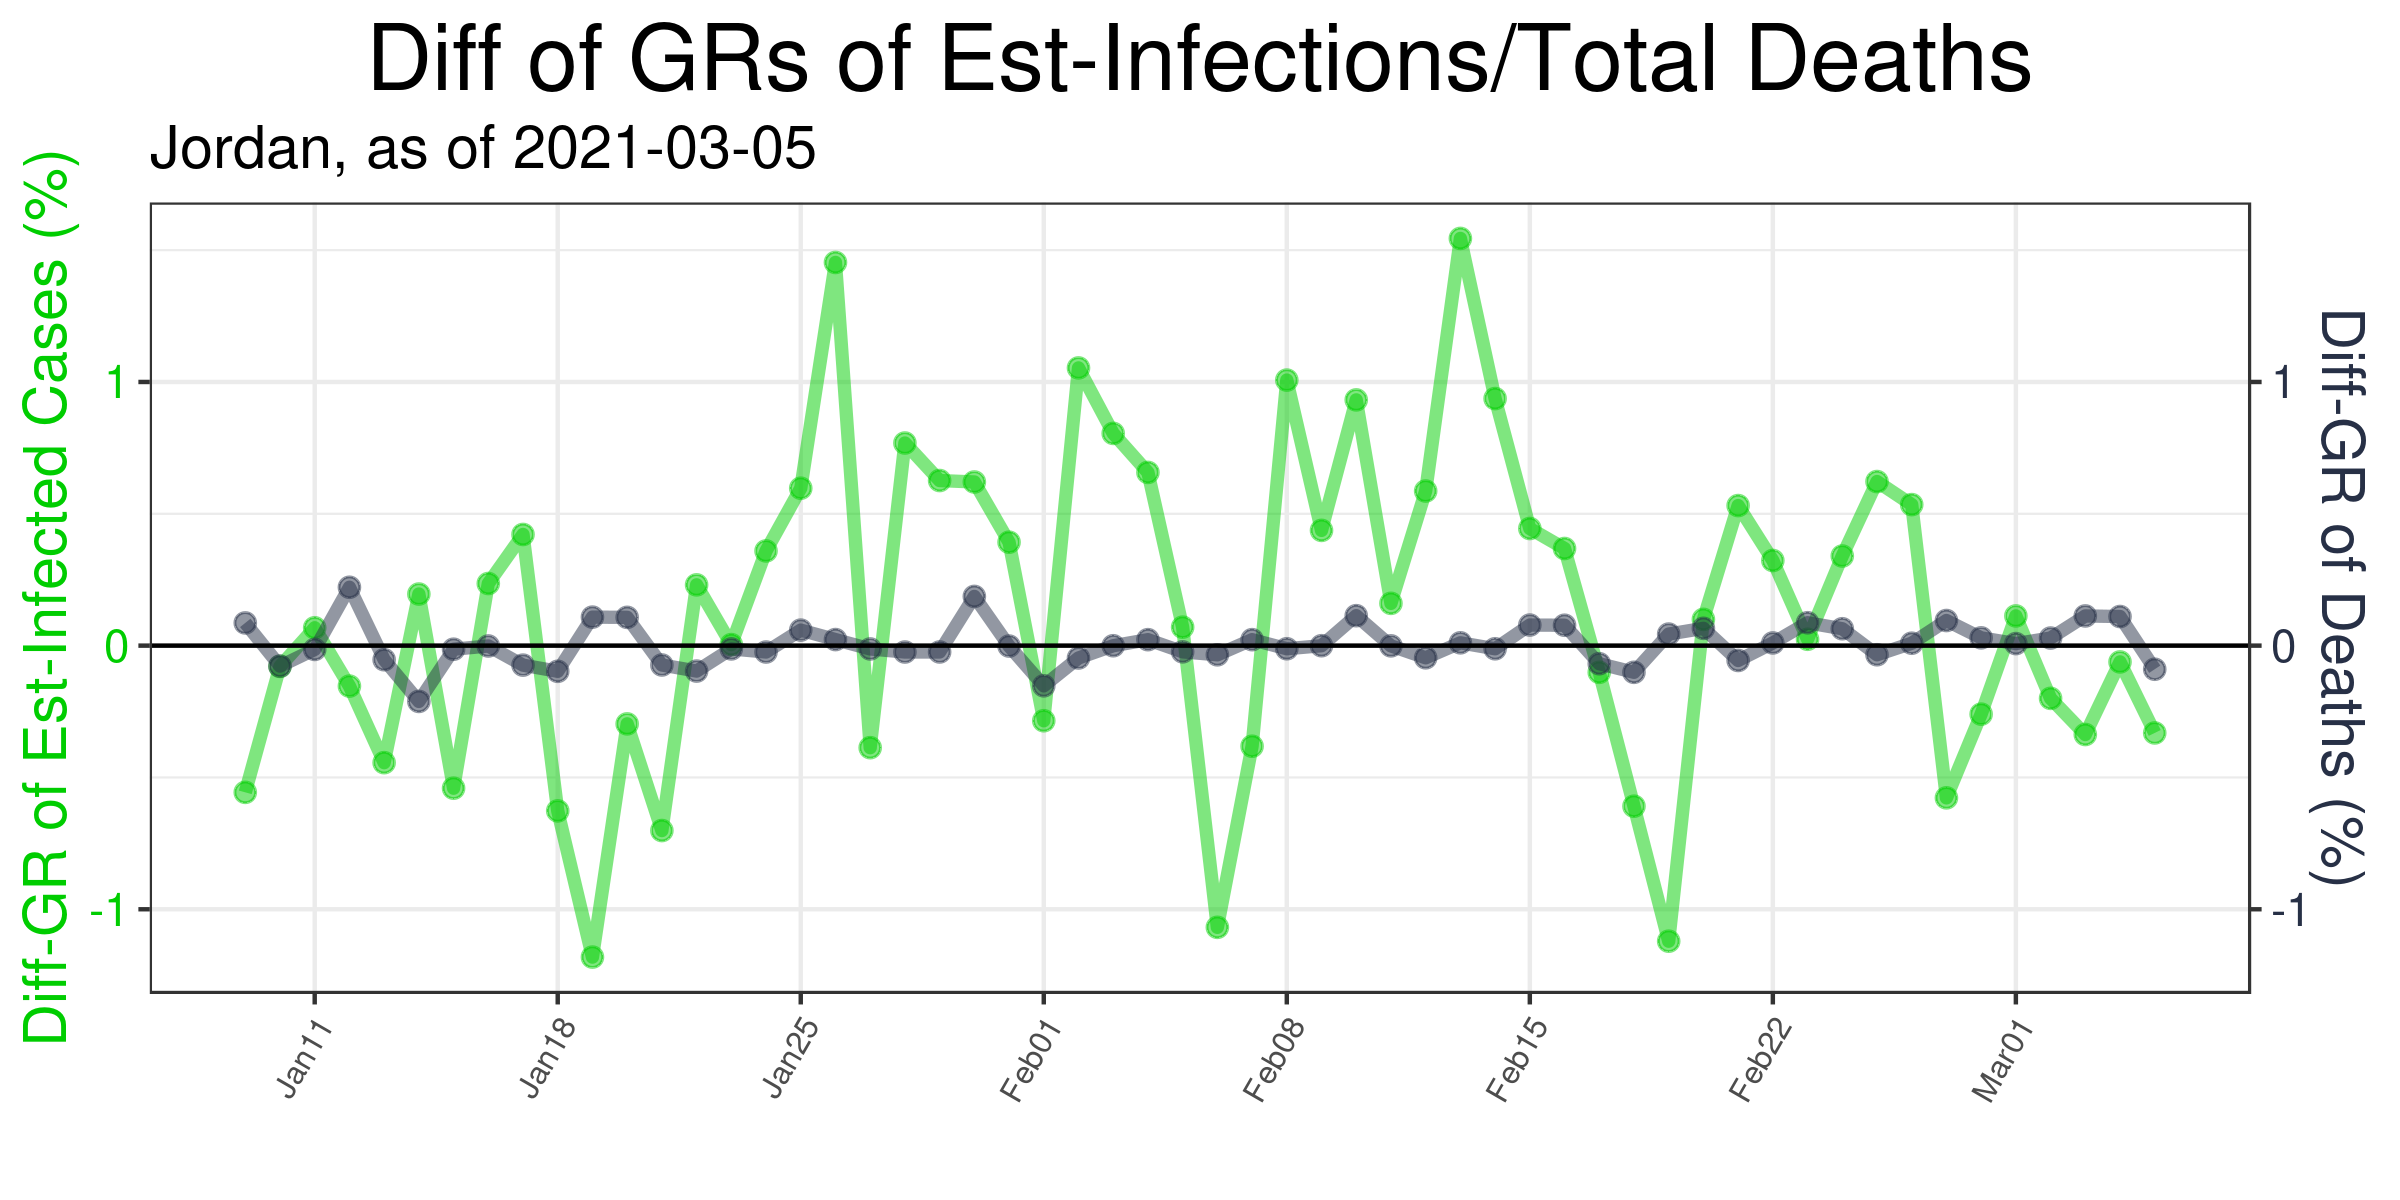 Diff of GRs of Est-Infections/Total Deaths
Jordan, as of 2021-03-05
Diff-GR of Est-Infected Cases (%)
1
0
-1
1
0
-1
Diff-GR of Deaths (%)
Jan11
Jan18
Jan25
Feb01
Feb08
Feb15
Feb22
Mar01